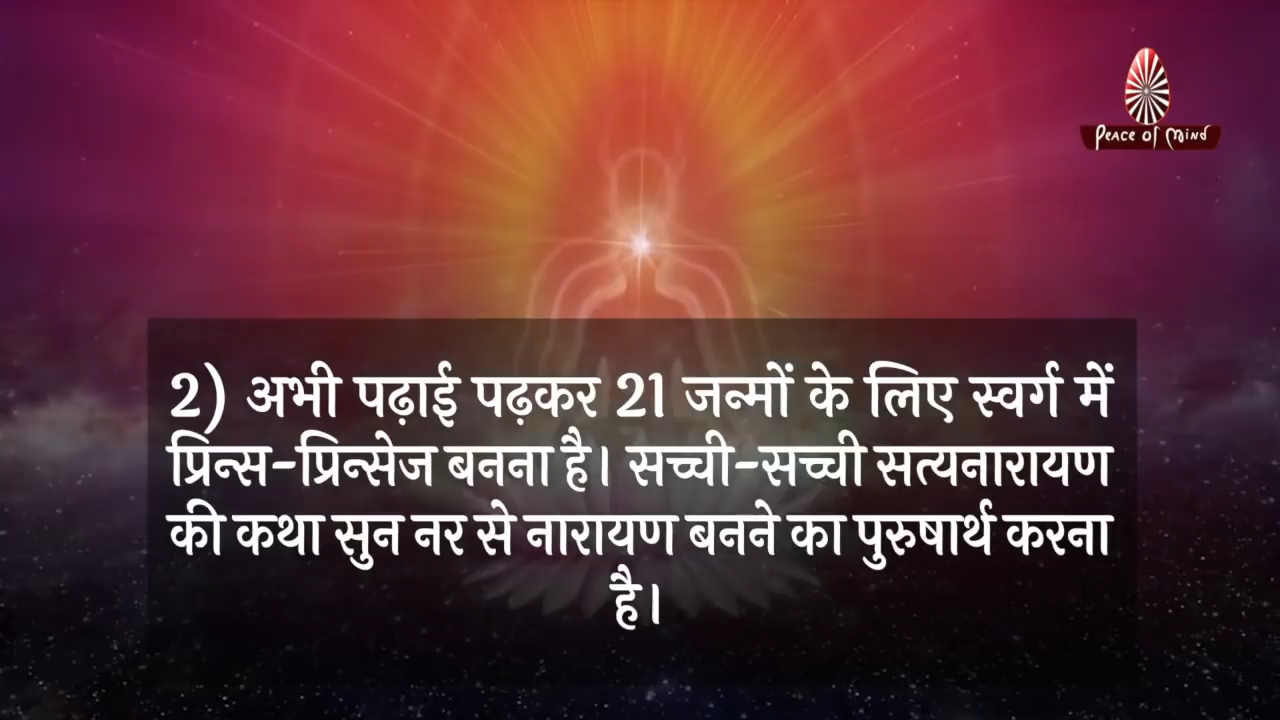 Peace of Mind
2) अभी पढ़ाई पढ़कर 21 जन्मों के लिए स्वर्ग में
प्रिन्स-प्रिन्सेज बनना है। सच्ची-सच्ची सत्यनारायण
की कथा सुन नर से नारायण बनने का पुरुषार्थ करना
है।